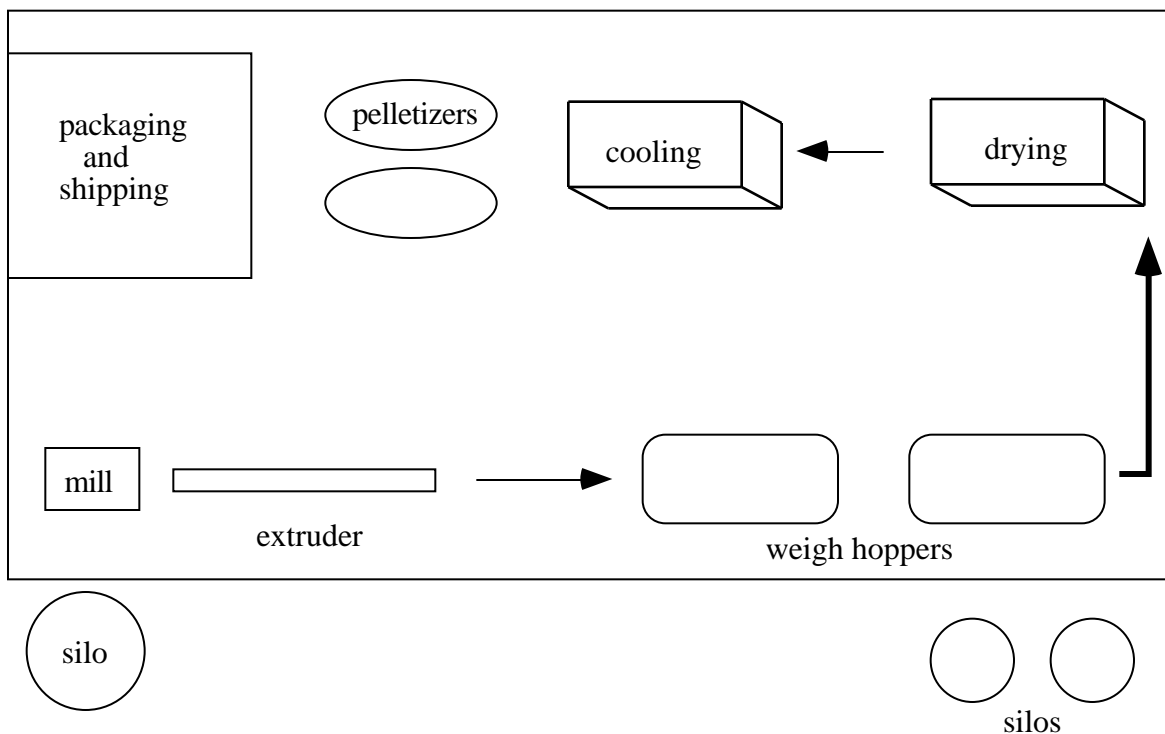 packaging
and
shipping
pelletizers
cooling
drying
mill
extruder
weigh hoppers
silo
silos